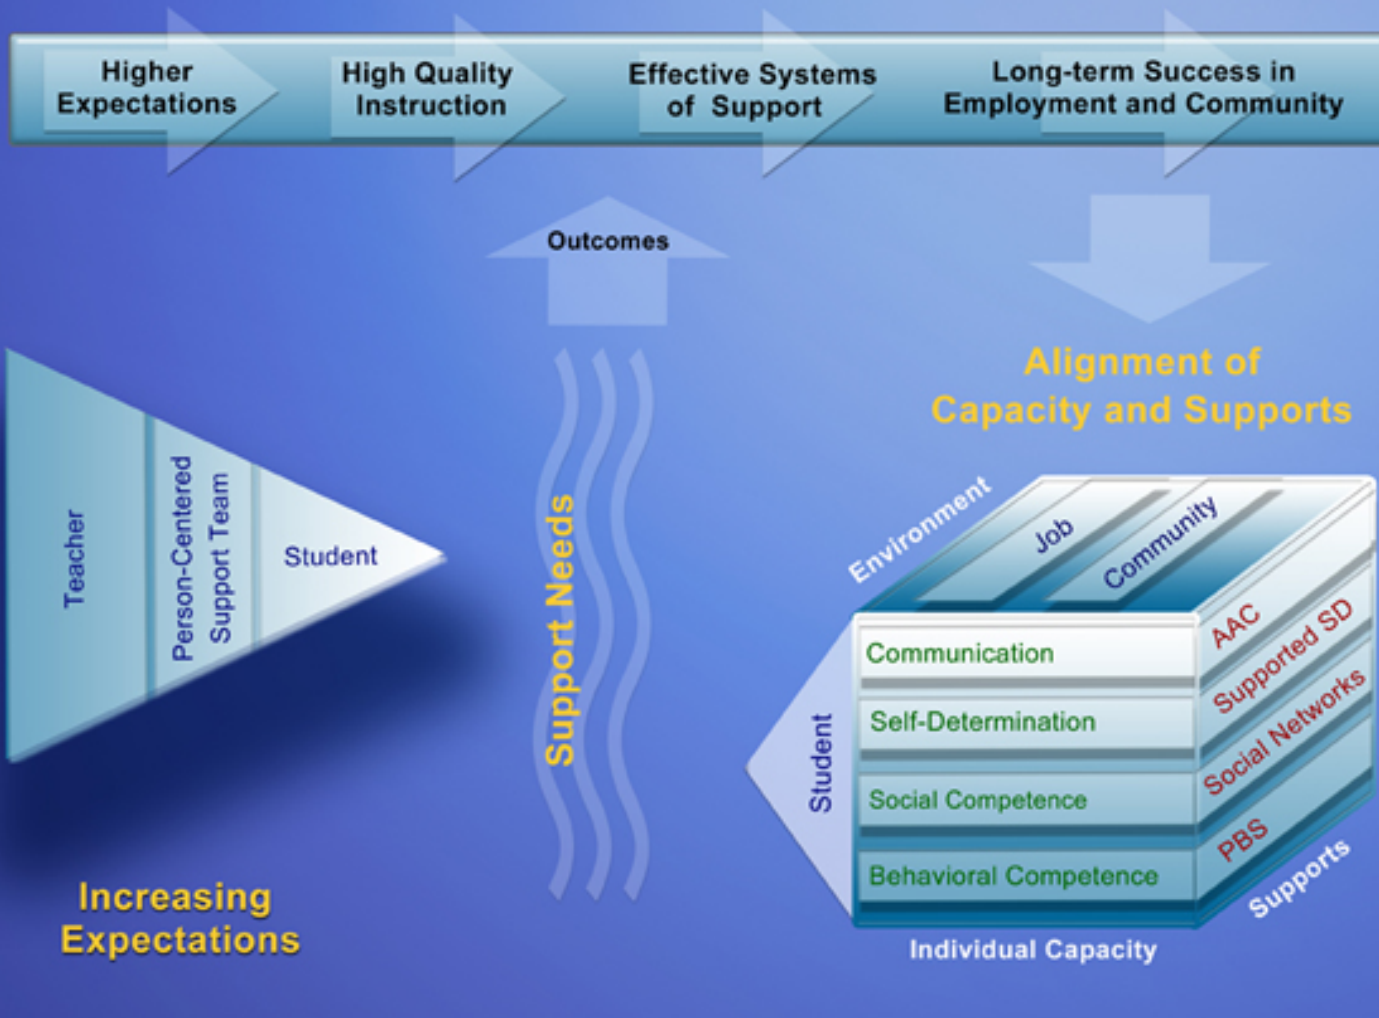 Higher
Expectations
High Quality
Instruction
Effective Systems
of Support
Long-term Success in
Employment and Community
Outcomes
Alignment of
Capacity and Supports
Teacher
Person-Centered
Support Team
Student
Support Needs
Environment
Job
Community
Student
Communication
Self-Determination
Social Competence
Behavioral Competence
AAC
Supported SD
Social Networks
PBS
Supports
Individual Capacity
Increasing
Expectations